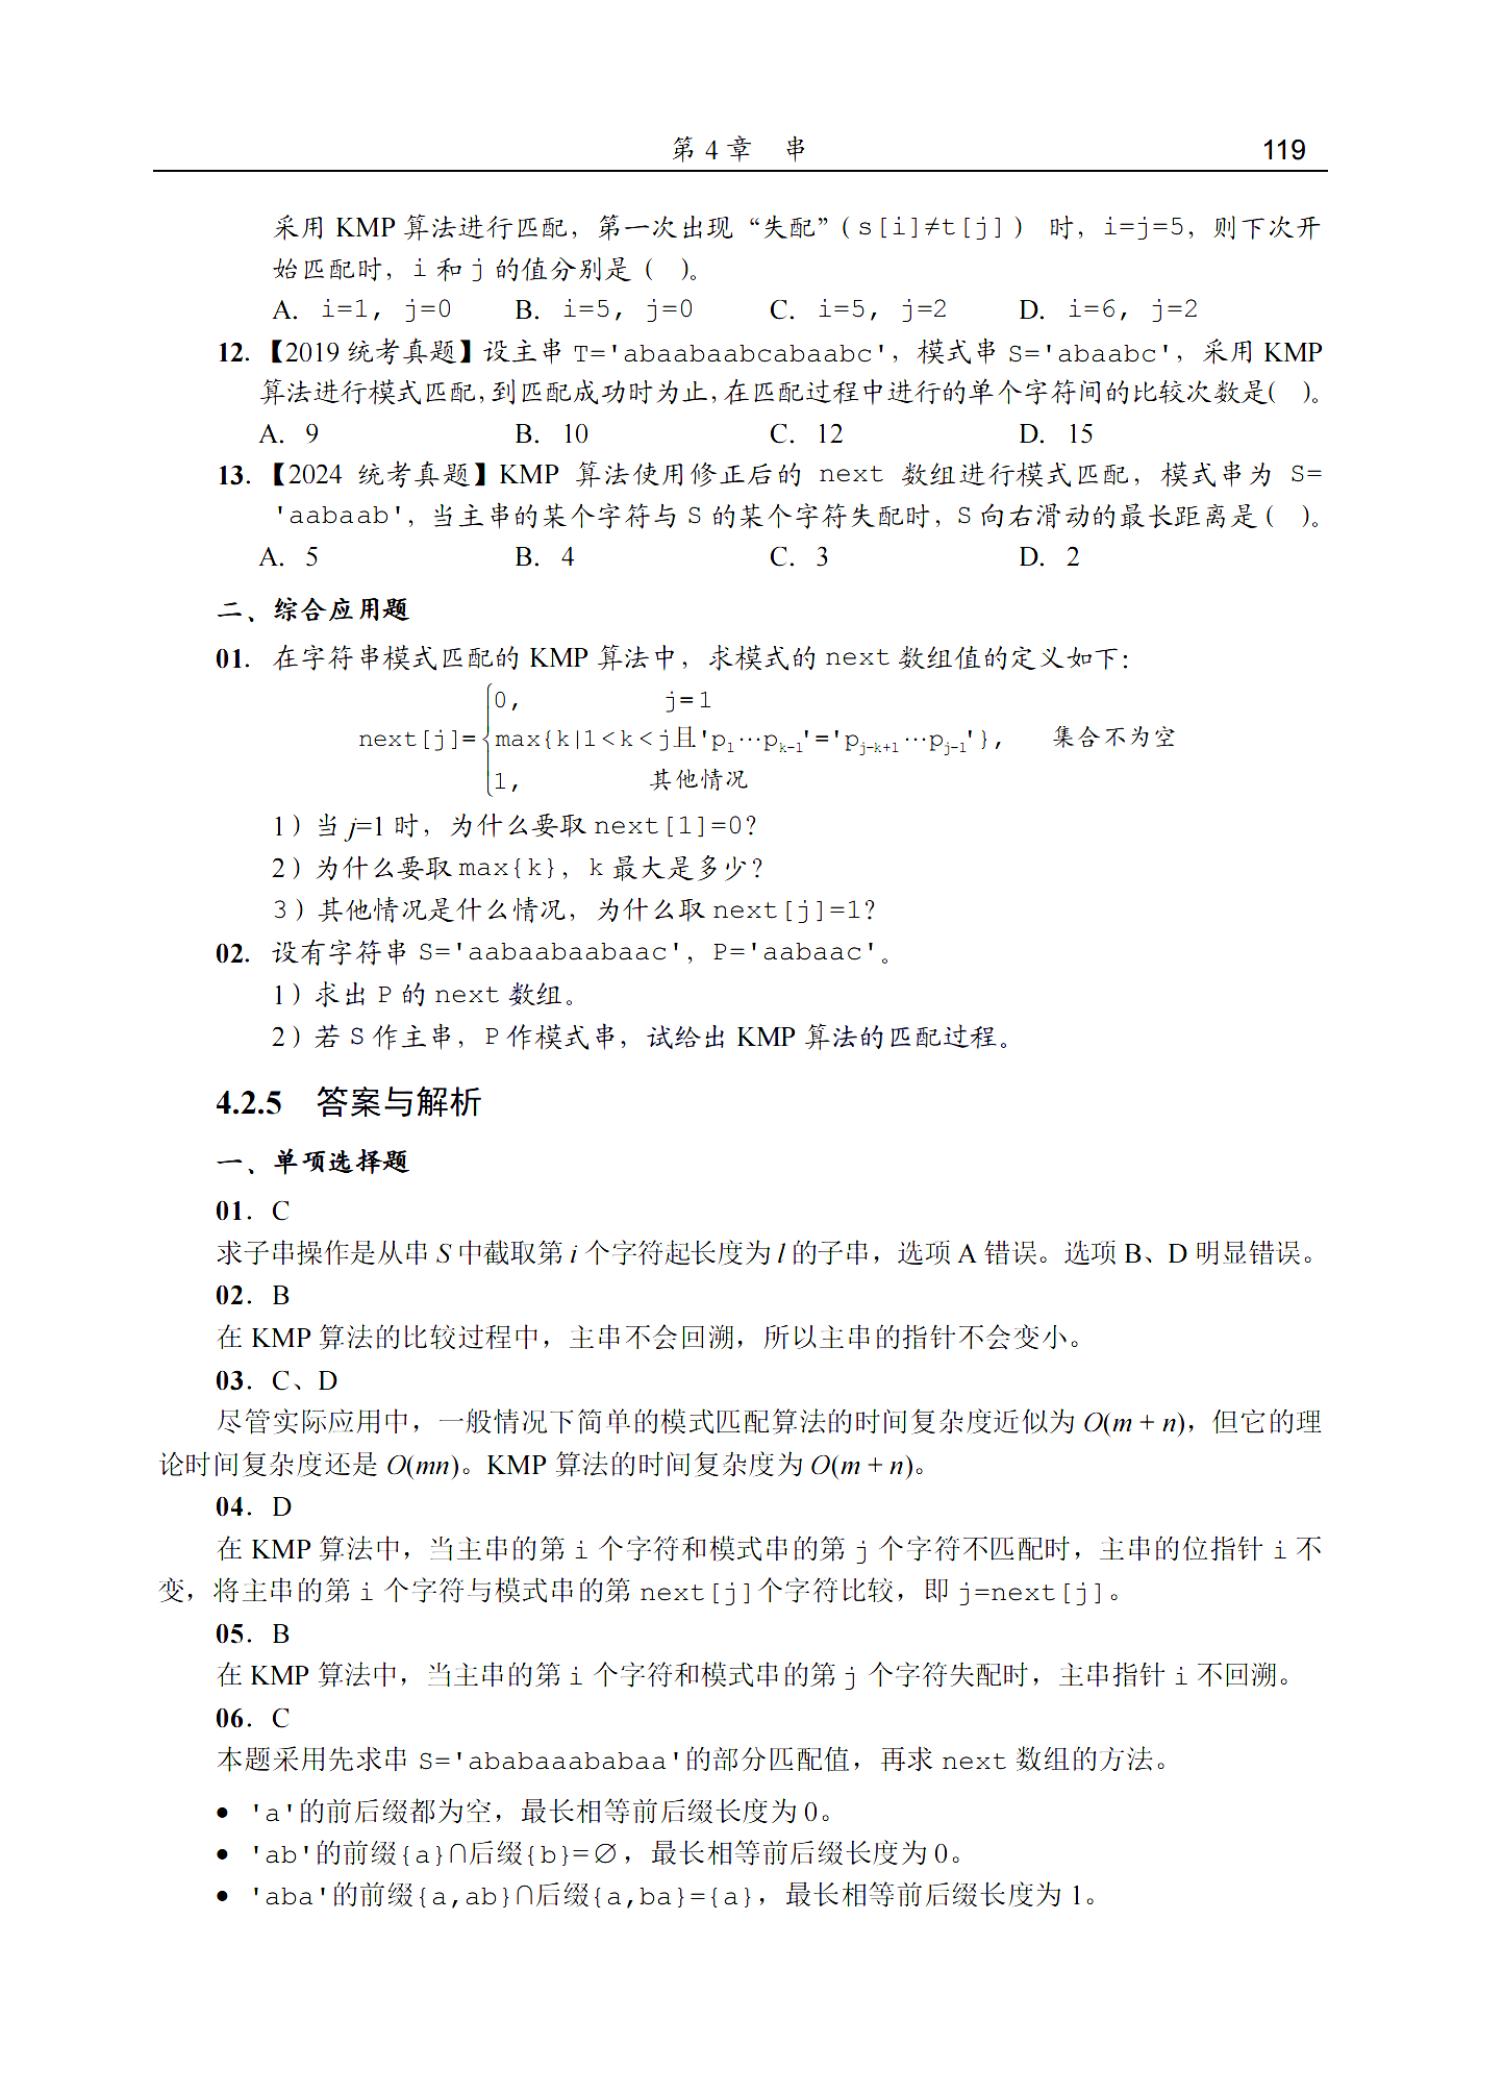 第 4 章 串 119
采用 KMP 算法进行匹配，第一次出现“失配”(s[i]≠t[j]) 时，i=j=5，则下次开
始匹配时，i 和 j 的值分别是 ( )。
A. i=1, j=0 B. i=5, j=0 C. i=5, j=2 D. i=6, j=2
12. 【2019 统考真题】设主串 T='abaabaabcabaabc'，模式串 S='abaabc'，采用 KMP
算法进行模式匹配,到匹配成功时为止,在匹配过程中进行的单个字符间的比较次数是( )。
A. 9 B. 10 C. 12 D. 15
13. 【2024 统考真题】KMP 算法使用修正后的 next 数组进行模式匹配，模式串为 S=
'aabaab'，当主串的某个字符与 S 的某个字符失配时，S 向右滑动的最长距离是 ( )。
A. 5 B. 4 C. 3 D. 2
二、综合应用题
01. 在字符串模式匹配的 KMP 算法中，求模式的 next 数组值的定义如下：
0, j=1
next[j]= max{k|1<k<j且'p1…pk-1'='pj-k+1…pj-1'}, 集合不为空
1, 其他情况
1）当 j=1 时，为什么要取 next[1]=0？
2）为什么要取 max{k}，k 最大是多少？
3）其他情况是什么情况，为什么取 next[j]=1？
02. 设有字符串 S='aabaabaabaac'，P='aabaac'。
1）求出 P 的 next 数组。
2）若 S 作主串，P 作模式串，试给出 KMP 算法的匹配过程。
4.2.5 答案与解析
一、单项选择题
01. C
求子串操作是从串 S 中截取第 i 个字符起长度为 l 的子串，选项 A 错误。选项 B、D 明显错误。
02. B
在 KMP 算法的比较过程中，主串不会回溯，所以主串的指针不会变小。
03. C、D
尽管实际应用中，一般情况下简单的模式匹配算法的时间复杂度近似为 O(m + n)，但它的理
论时间复杂度还是 O(mn)。KMP 算法的时间复杂度为 O(m + n)。
04. D
在 KMP 算法中，当主串的第 i 个字符和模式串的第 j 个字符不匹配时，主串的位指针 i 不
变，将主串的第 i 个字符与模式串的第 next[j]个字符比较，即 j=next[j]。
05. B
在 KMP 算法中，当主串的第 i 个字符和模式串的第 j 个字符失配时，主串指针 i 不回溯。
06. C
本题采用先求串 S='ababaaababaa'的部分匹配值，再求 next 数组的方法。
● 'a'的前后缀都为空，最长相等前后缀长度为 0。
● 'ab'的前缀{a}∩后缀{b}=∅，最长相等前后缀长度为 0。
● 'aba'的前缀{a,ab}∩后缀{a,ba}={a}，最长相等前后缀长度为 1。